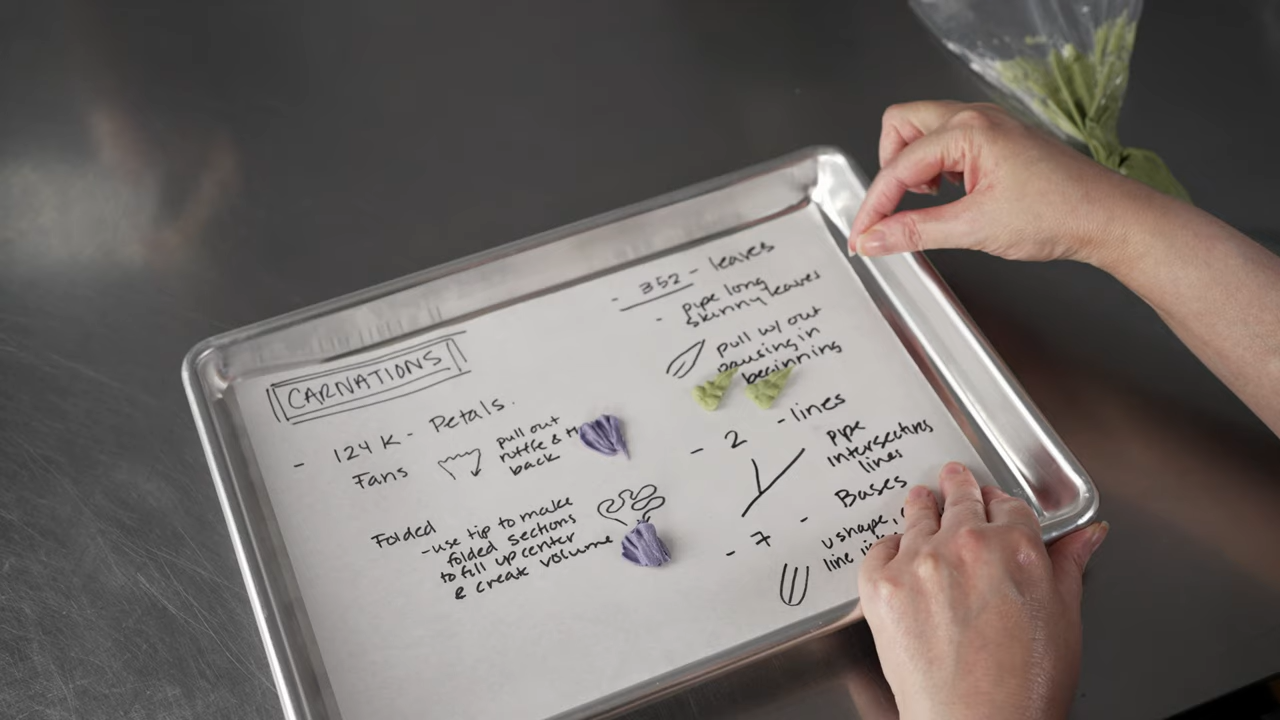 CARNATIONS
- 124 K - Petals.
Fans
pull out
ruffle &
back
Folded
-use tip to make
folded sections
to fill up center
& create volume
- 352 - leaves
- pipe long
skinny leaves
pull w/ out
pausing in
beginning
- 2 - lines
pipe
intersecting
lines
- 7 - Bases
u shape,
line